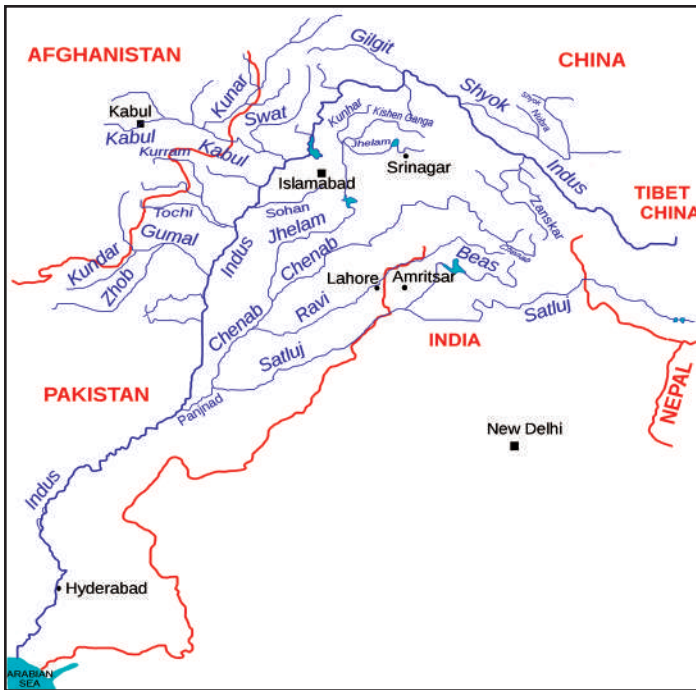 AFGHANISTAN
Gilgit
CHINA
Kunar
Shyok
Shyok
Nubra
Kabul
Swat
Kunhar
Kishen Ganga
Kabul
Kabul
Kurram
Jhelam
Srinagar
Indus
Islamabad
TIBET
CHINA
Zanskar
Tochi
Sohan
Jhelam
Gumal
Indus
Kundar
Zhob
Chenab
Chenab
Beas
Lahore
Amritsar
Ravi
Chenab
Satluj
Satluj
INDIA
NEPAL
PAKISTAN
Panjnad
New Delhi
Indus
Hyderabad
ARABIAN
SEA